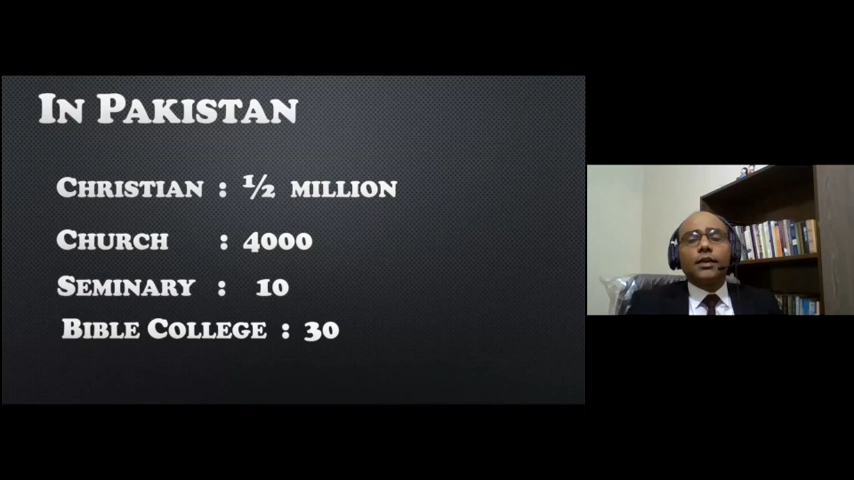 In Pakistan
Christian : ½ million
Church : 4000
Seminary : 10
Bible College : 30